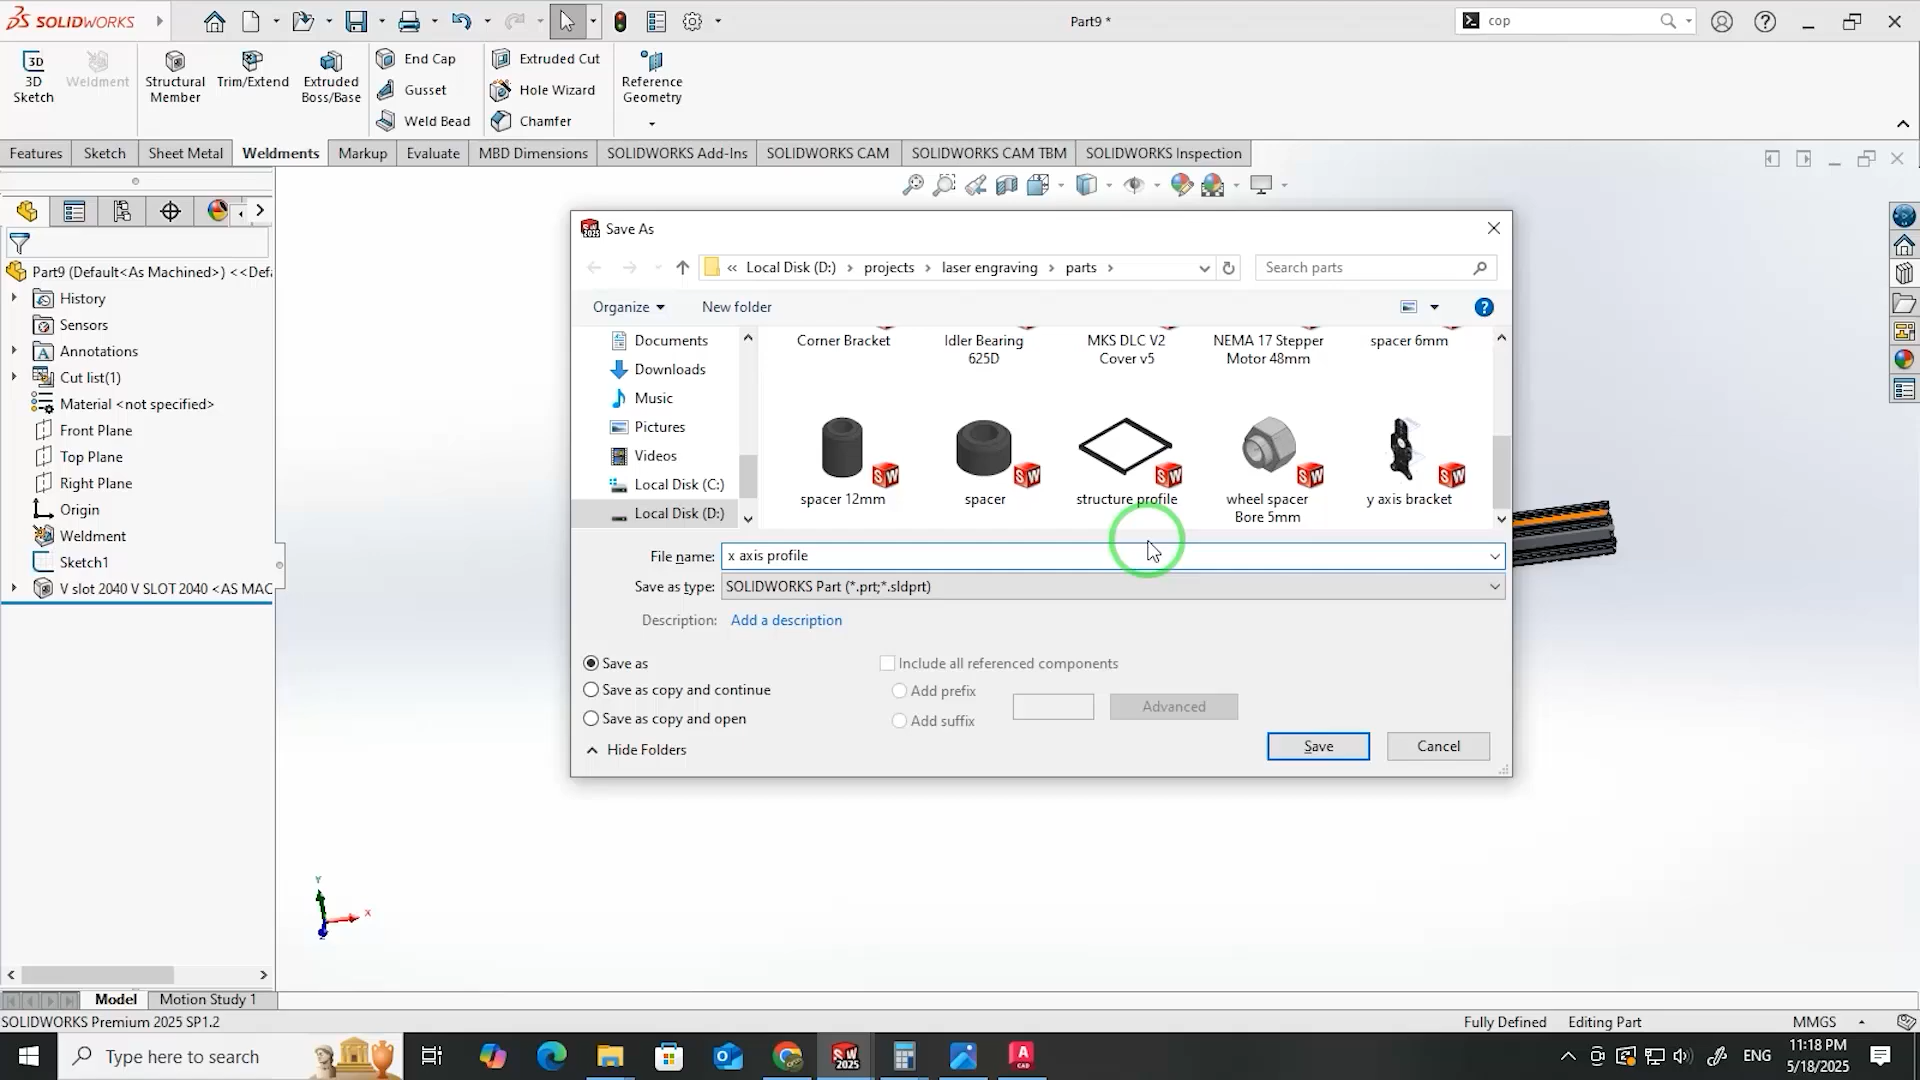 SOLIDWORKS
Part9 *
cop
3D Sketch
Weldment
Structural Member
Trim/Extend
Extruded Boss/Base
End Cap
Gusset
Weld Bead
Extruded Cut
Hole Wizard
Chamfer
Reference Geometry
Features
Sketch
Sheet Metal
Weldments
Markup
Evaluate
MBD Dimensions
SOLIDWORKS Add-Ins
SOLIDWORKS CAM
SOLIDWORKS CAM TBM
SOLIDWORKS Inspection
Part9 (Default<As Machined>) <<Defa
History
Sensors
Annotations
Cut list(1)
Material <not specified>
Front Plane
Top Plane
Right Plane
Origin
Weldment
Sketch1
V slot 2040 V SLOT 2040 <AS MAC
Save As
« Local Disk (D:) › projects › laser engraving › parts ›
Search parts
Organize
New folder
Documents
Downloads
Music
Pictures
Videos
Local Disk (C:)
Local Disk (D:)
Corner Bracket
Idler Bearing 625D
MKS DLC V2 Cover v5
NEMA 17 Stepper Motor 48mm
spacer 6mm
spacer 12mm
spacer
structure profile
wheel spacer Bore 5mm
y axis bracket
File name: x axis profile
Save as type: SOLIDWORKS Part (*.prt;*.sldprt)
Description: Add a description
Save as
Save as copy and continue
Save as copy and open
Include all referenced components
Add prefix
Add suffix
Advanced
Hide Folders
Save
Cancel
Y
X
Model
Motion Study 1
SOLIDWORKS Premium 2025 SP1.2
Fully Defined
Editing Part
MMGS
Type here to search
ENG
11:18 PM
5/18/2025